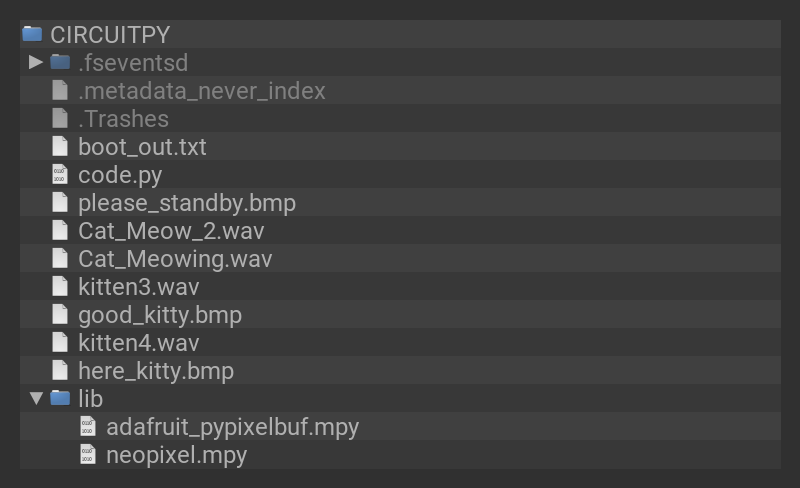 CIRCUITPY
.fseventsd
.metadata_never_index
.Trashes
boot_out.txt
code.py
please_standby.bmp
Cat_Meow_2.wav
Cat_Meowing.wav
kitten3.wav
good_kitty.bmp
kitten4.wav
here_kitty.bmp
lib
adafruit_pypixelbuf.mpy
neopixel.mpy